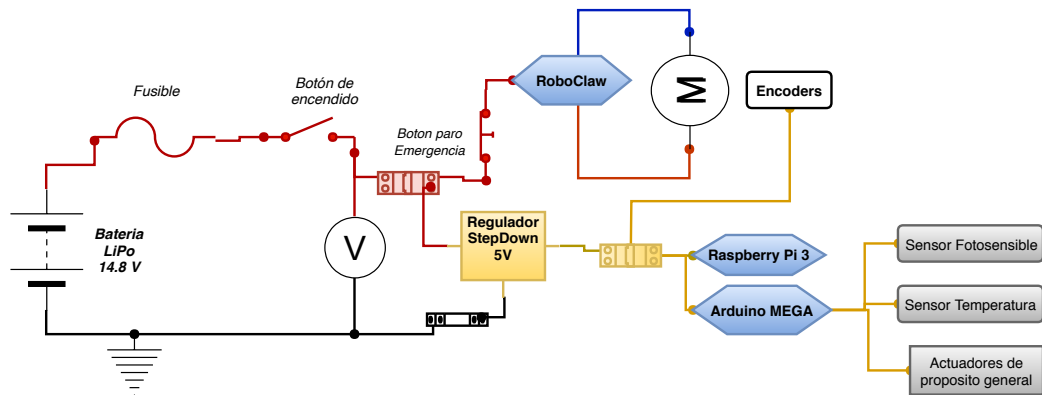 Fusible
Botón de
encendido
Boton paro
Emergencia
RoboClaw
M
Encoders
Bateria
LiPo
14.8 V
V
Regulador
StepDown
5V
Raspberry Pi 3
Arduino MEGA
Sensor Fotosensible
Sensor Temperatura
Actuadores de
proposito general